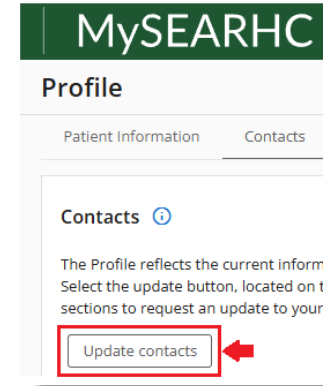 MySEARHC
Profile
Patient Information Contacts
Contacts
The Profile reflects the current inform
Select the update button, located on t
sections to request an update to your
Update contacts